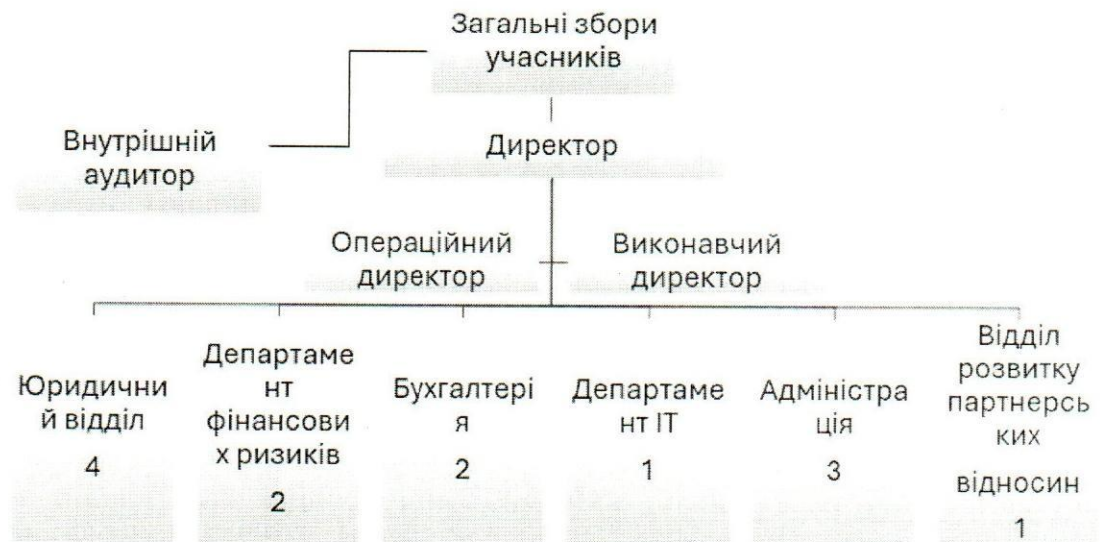 Загальні збори
учасників
Внутрішній
аудитор
Директор
Операційний
директор
Виконавчий
директор
Юридични
й відділ
4
Департаме
нт
фінансови
х ризиків
2
Бухгалтері
я
2
Департаме
нт ІТ
1
Адміністра
ція
3
Відділ
розвитку
партнерсь
ких
відносин
1